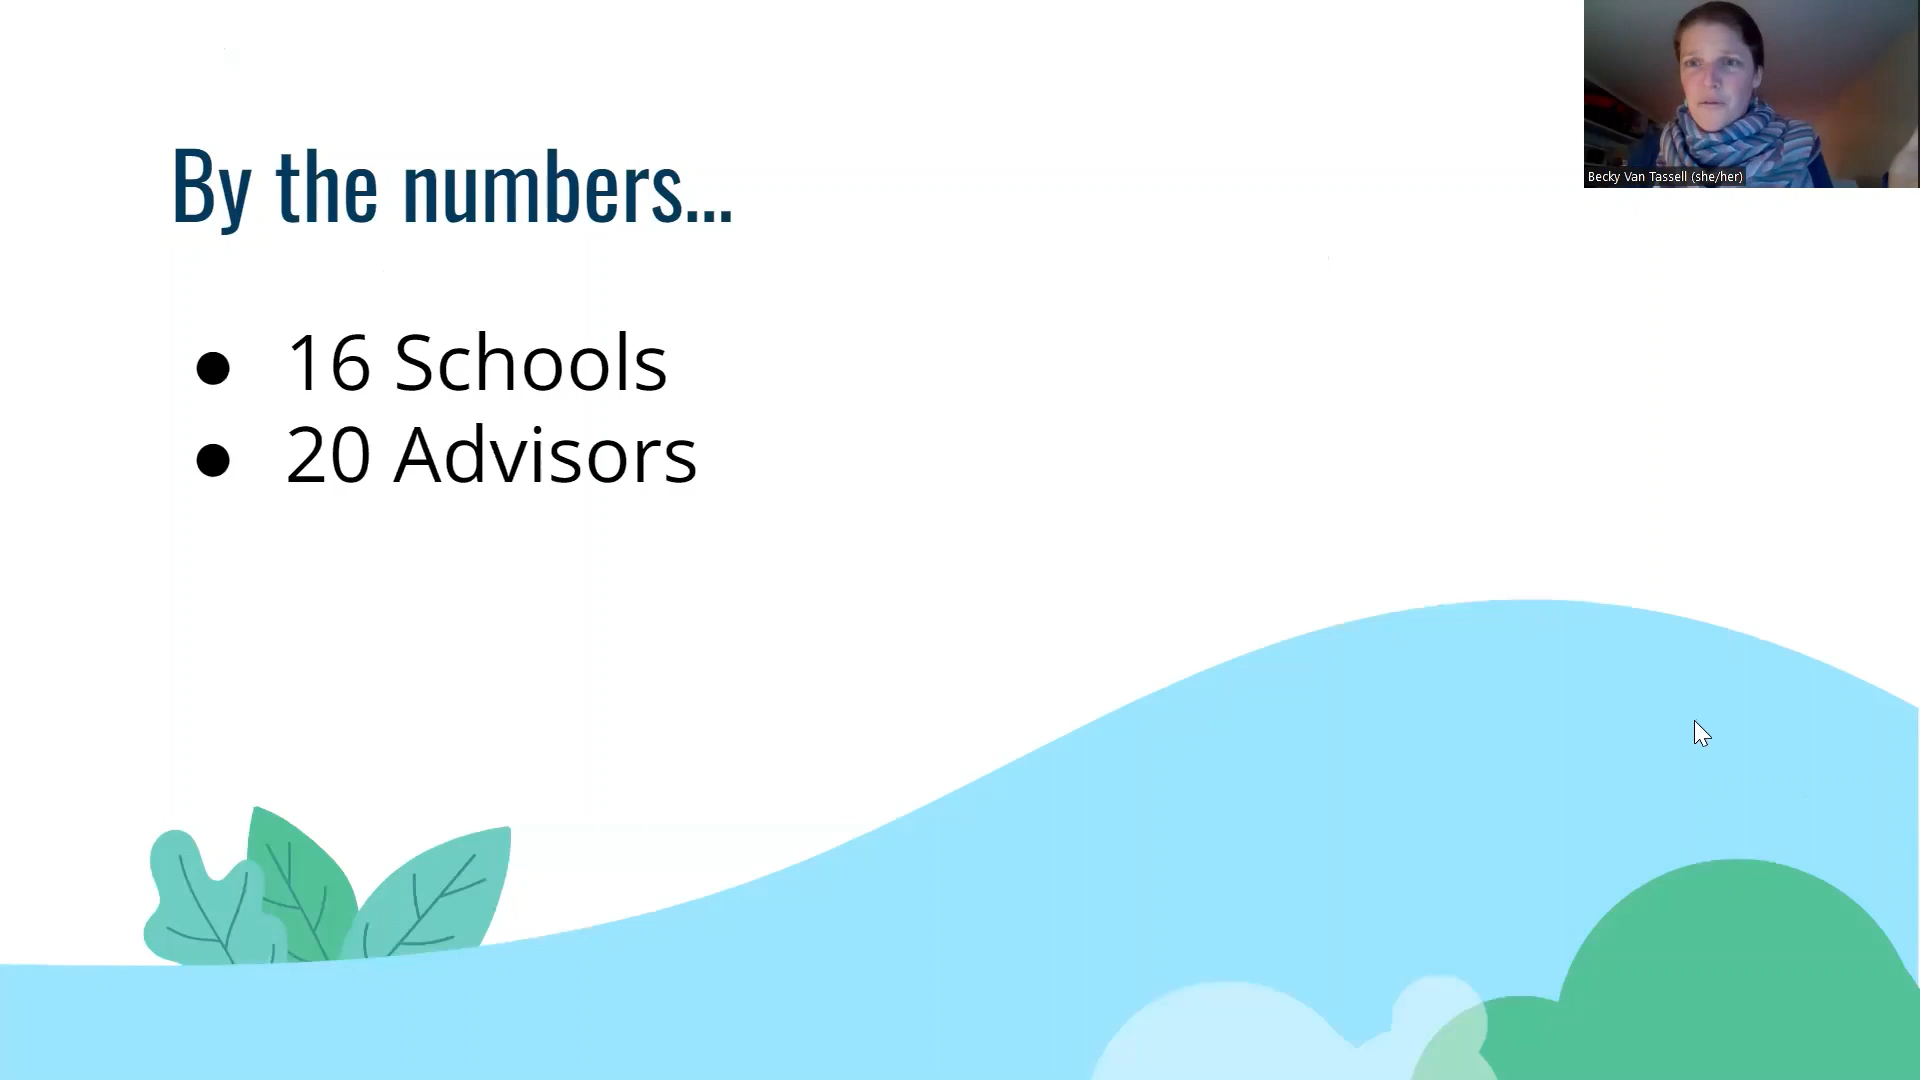 Becky Van Tassell (she/her)
By the numbers...
● 16 Schools
● 20 Advisors